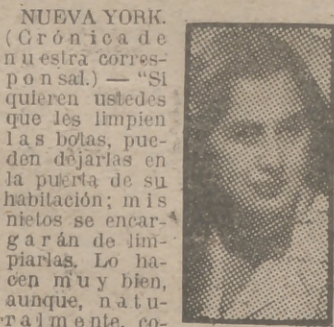 NUEVA YORK.
(Crónica de
nuestra corres-
ponsal.) — “Si
quieren ustedes
que les limpien
las botas, pue-
den dejarlas en
la puerta de su
habitación; mis
nietos se encar-
garán de lim-
piarlas. Lo ha-
cen muy bien,
aunque, natu-
ralmente, co-